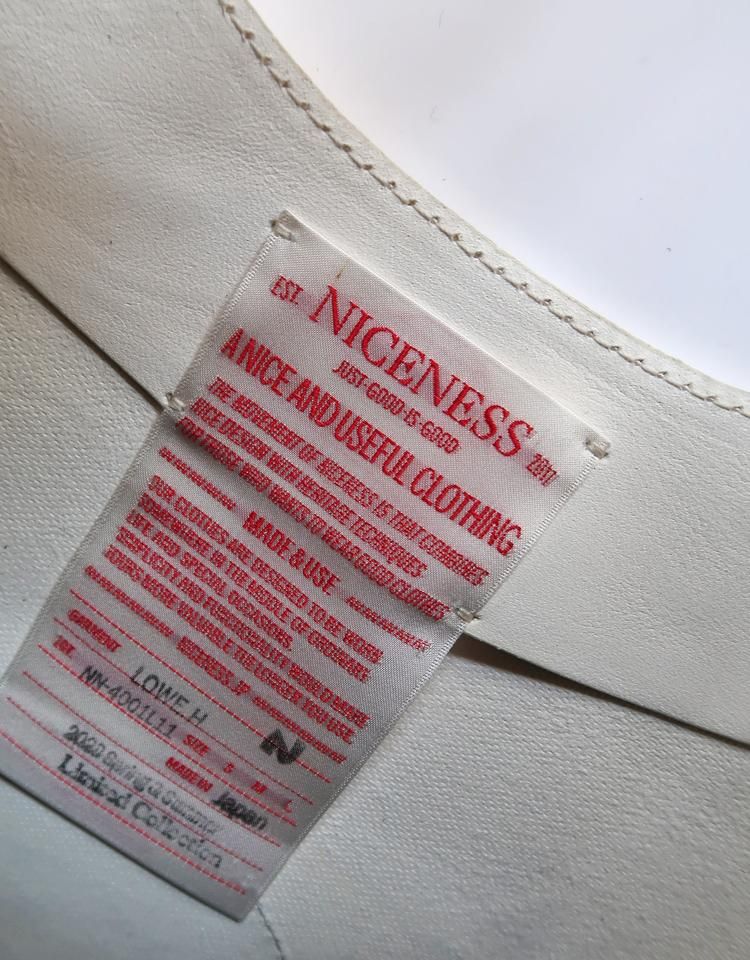 EST. NICENESS 2017
JUST-GOOD-IS-GOOD
A NICE AND USEFUL CLOTHING
THE MOVEMENT OF NICENESS IS THAT COMBINES
NICE DESIGN WITH HERITAGE TECHNIQUES
FOR THOSE WHO WANTS TO WEAR GOOD CLOTHES
MADE & USE
OUR CLOTHES ARE DESIGNED TO BE WORN
SOMEWHERE IN THE MIDDLE OF ORDINARY
LIFE AND SPECIAL OCCASIONS.
SIMPLICITY AND FUNCTIONALITY WOULD MORE
YOURS MORE VALUABLE THE LONGER YOU USE
NICENESS.JP
GARMENT LOWE H
NO. NN-4001L11 SIZE S M L
MADE IN Japan
2020 Spring & Summer
Limited Collection